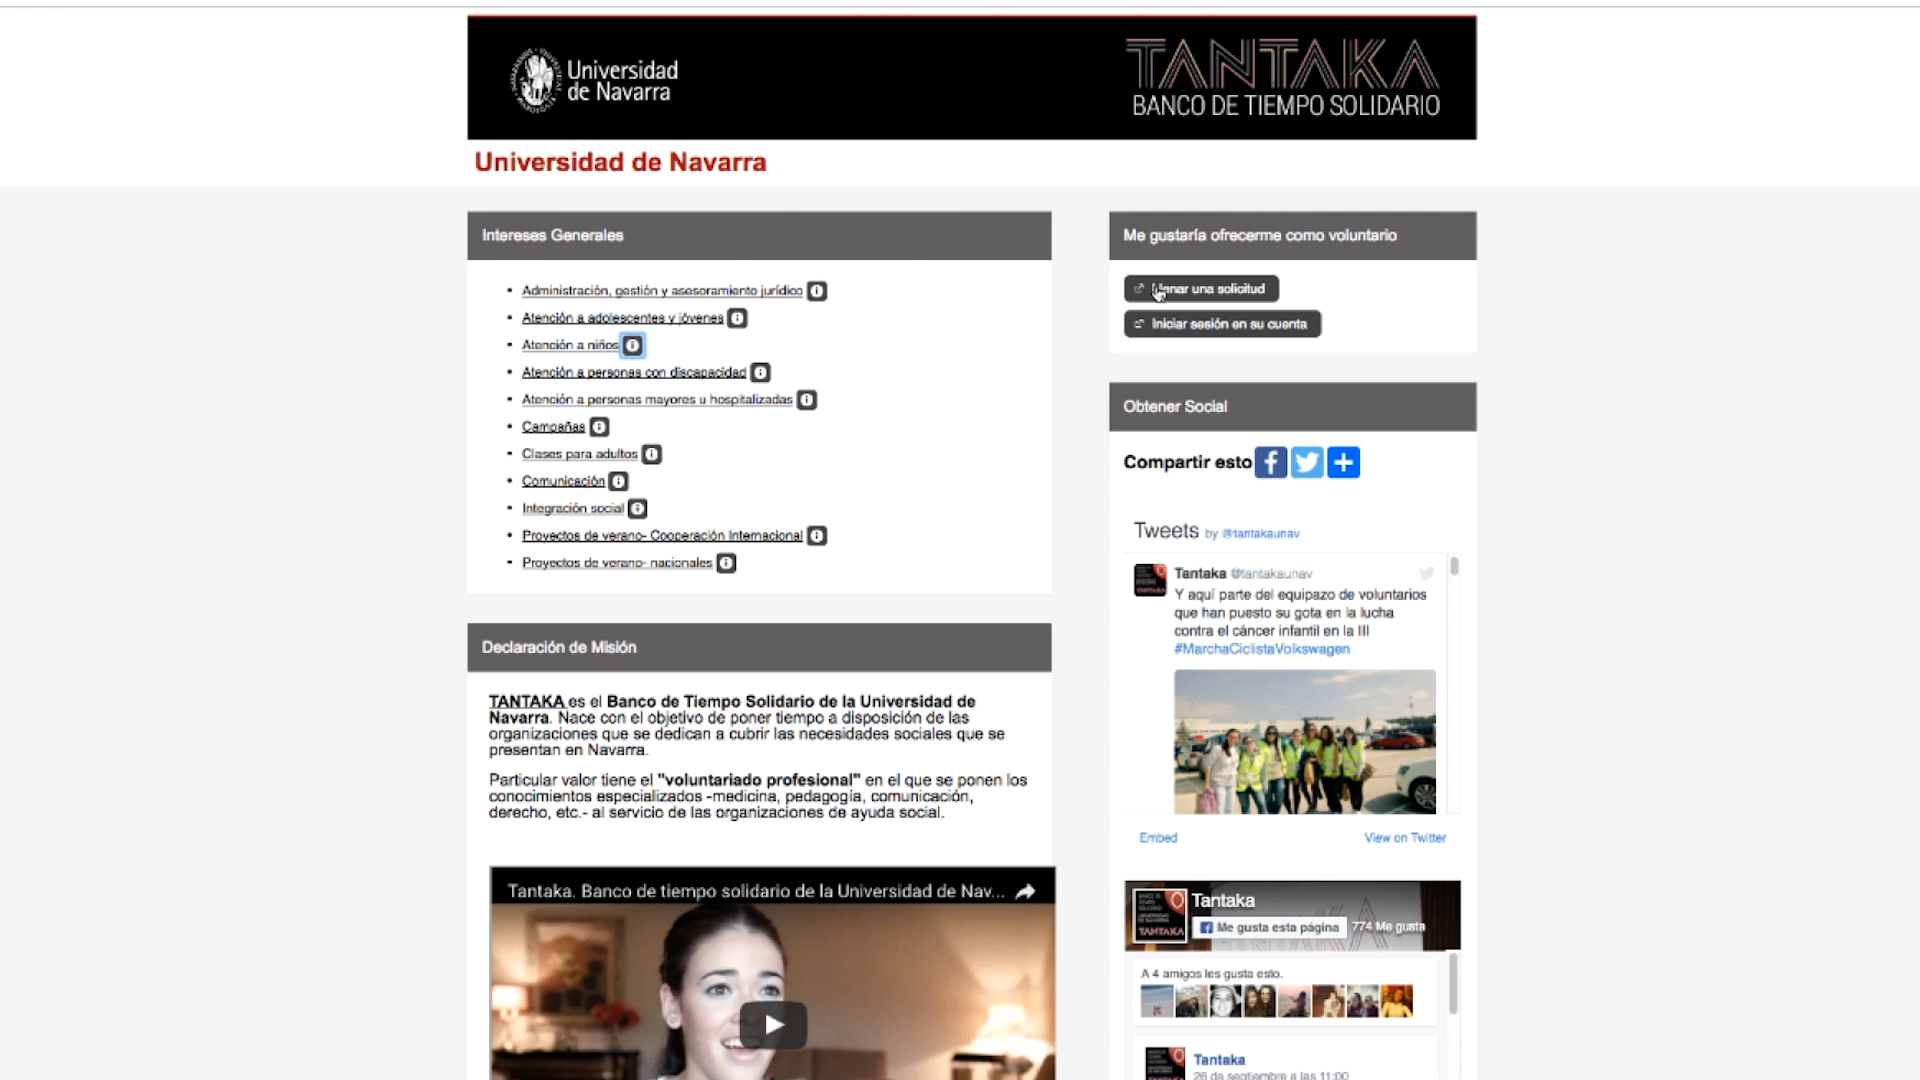 Universidad
de Navarra
TANTAKA
BANCO DE TIEMPO SOLIDARIO
Universidad de Navarra
Intereses Generales
Administración, gestión y asesoramiento jurídico
Atención a adolescentes y jóvenes
Atención a niños
Atención a personas con discapacidad
Atención a personas mayores u hospitalizadas
Campañas
Clases para adultos
Comunicación
Integración social
Proyectos de verano- Cooperación Internacional
Proyectos de verano- nacionales
Declaración de Misión
TANTAKA es el Banco de Tiempo Solidario de la Universidad de
Navarra. Nace con el objetivo de poner tiempo a disposición de las
organizaciones que se dedican a cubrir las necesidades sociales que se
presentan en Navarra.
Particular valor tiene el "voluntariado profesional" en el que se ponen los
conocimientos especializados -medicina, pedagogía, comunicación,
derecho, etc.- al servicio de las organizaciones de ayuda social.
Tantaka. Banco de tiempo solidario de la Universidad de Nav...
Me gustaría ofrecerme como voluntario
una solicitud
Iniciar sesión en su cuenta
Obtener Social
Compartir esto
Tweets by @tantakaunav
Tantaka @tantakaunav
Y aquí parte del equipazo de voluntarios
que han puesto su gota en la lucha
contra el cáncer infantil en la III
#MarchaCiclistaVolkswagen
Embed
View on Twitter
Tantaka
Me gusta esta página
774 Me gusta
TANTAKA
A 4 amigos les gusta esto.
Tantaka
26 de septiembre a las 11:00